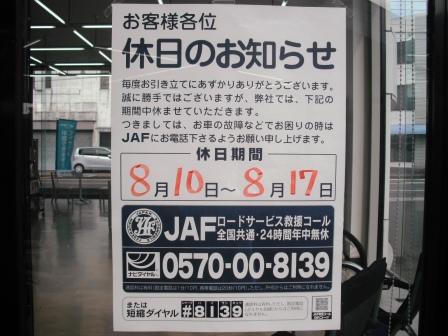 お客様各位
休日のお知らせ
毎度お引き立てにあずかりありがとうございます。
誠に勝手ではございますが、弊社では、下記の
期間中休ませていただきます。
つきましては、お車の故障などでお困りの時は
JAFにお電話下さるようお願い申し上げます。
休日期間
8月10日～8月17日
JAF
ロードサービス救援コール
全国共通・24時間年中無休
ナビダイヤル
0570-00-8139
または
短縮ダイヤル
#8139